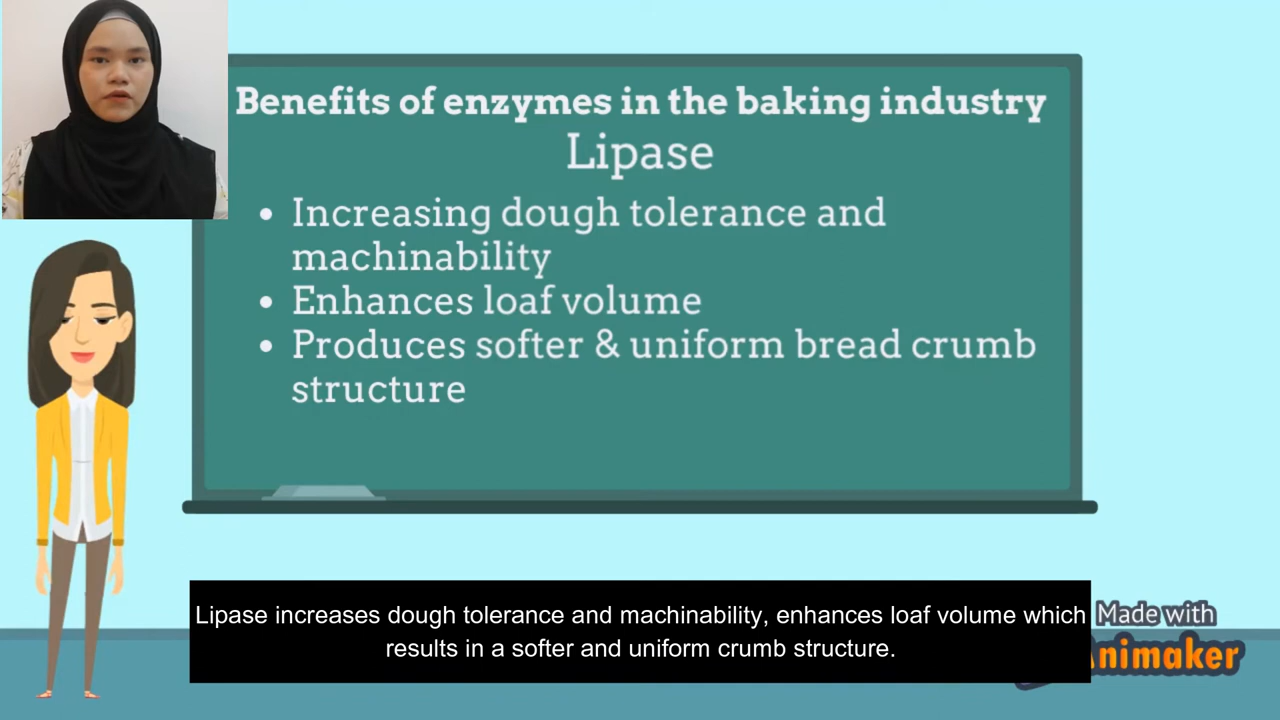 Benefits of enzymes in the baking industry
Lipase
• Increasing dough tolerance and
machinability
• Enhances loaf volume
• Produces softer & uniform bread crumb
structure
Lipase increases dough tolerance and machinability, enhances loaf volume which
results in a softer and uniform crumb structure.
Made with
nimaker